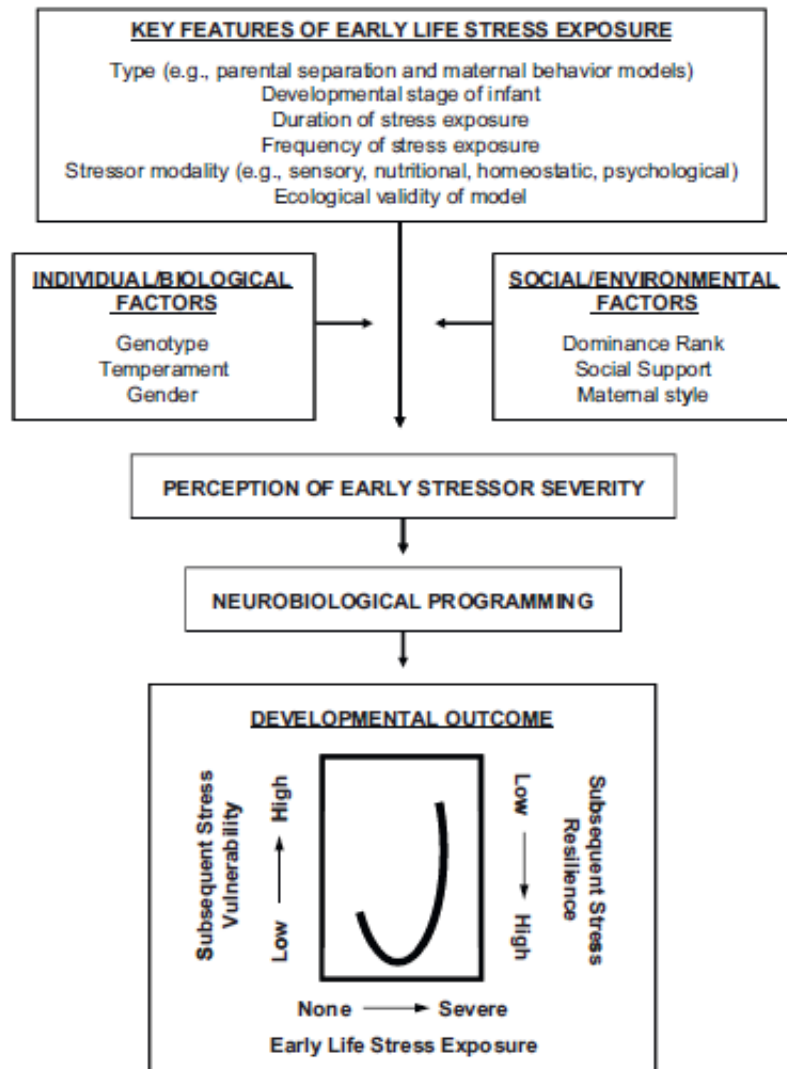 KEY FEATURES OF EARLY LIFE STRESS EXPOSURE
Type (e.g., parental separation and maternal behavior models)
Developmental stage of infant
Duration of stress exposure
Frequency of stress exposure
Stressor modality (e.g., sensory, nutritional, homeostatic, psychological)
Ecological validity of model
INDIVIDUAL/BIOLOGICAL
FACTORS
Genotype
Temperament
Gender
SOCIAL/ENVIRONMENTAL
FACTORS
Dominance Rank
Social Support
Maternal style
PERCEPTION OF EARLY STRESSOR SEVERITY
NEUROBIOLOGICAL PROGRAMMING
DEVELOPMENTAL OUTCOME
Subsequent Stress
Vulnerability
Low
High
Low
High
Subsequent Stress
Resilience
None
Severe
Early Life Stress Exposure